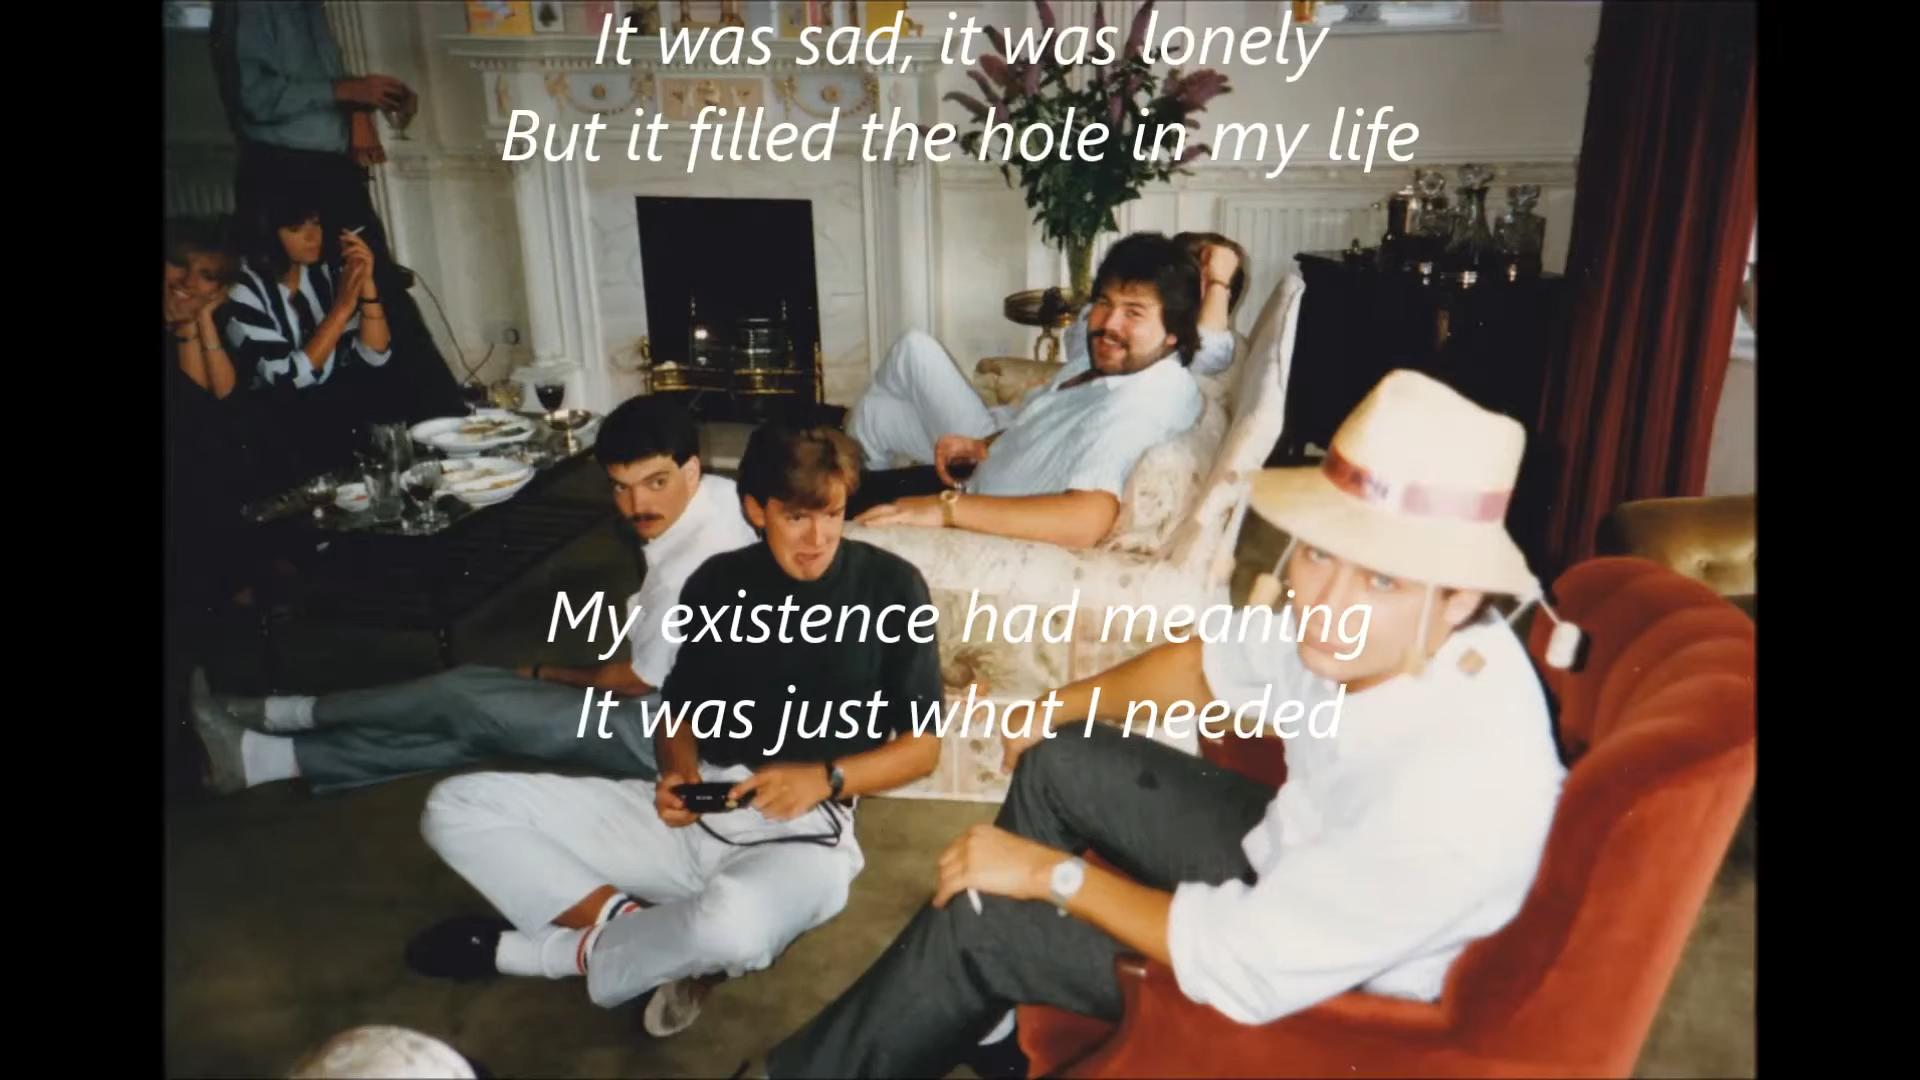 It was sad, it was lonely
But it filled the hole in my life
My existence had meaning
It was just what I needed